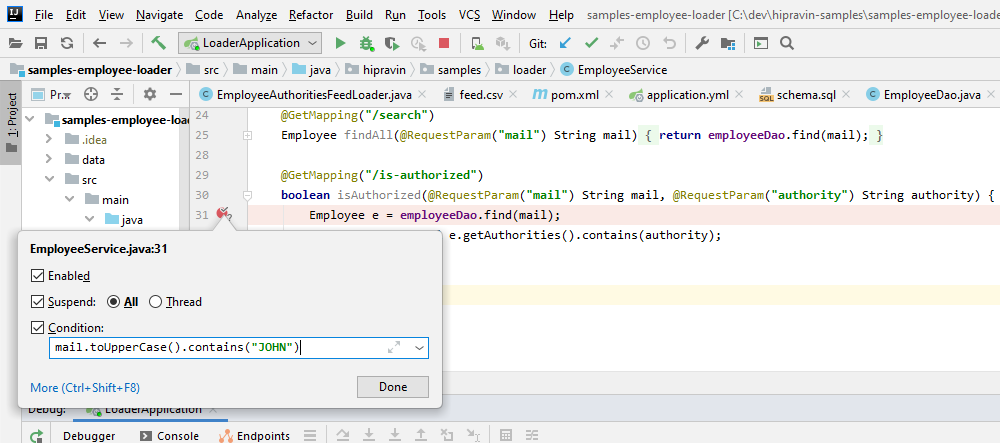 IJ File Edit View Navigate Code Analyze Refactor Build Run Tools VCS Window Help samples-employee-loader [C:\dev\hipravin-samples\samples-employee-loade
LoaderApplication Git:
samples-employee-loader src main java hipravin samples loader EmployeeService
1: Project Pr... EmployeeAuthoritiesFeedLoader.java feed.csv pom.xml application.yml schema.sql EmployeeDao.java
samples-employee-loa
.idea
data
src
main
java
24 @GetMapping("/search")
25 Employee findAll(@RequestParam("mail") String mail) { return employeeDao.find(mail); }
28
29 @GetMapping("/is-authorized")
30 boolean isAuthorized(@RequestParam("mail") String mail, @RequestParam("authority") String authority) {
31 Employee e = employeeDao.find(mail);
e.getAuthorities().contains(authority);
EmployeeService.java:31
Enabled
Suspend: All Thread
Condition:
mail.toUpperCase().contains("JOHN")
More (Ctrl+Shift+F8) Done
Debug: LoaderApplication
Debugger Console Endpoints